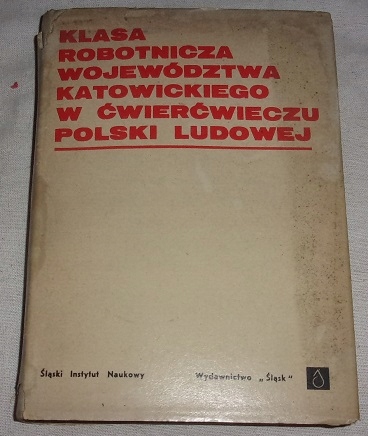 KLASA
ROBOTNICZA
WOJEWÓDZTWA
KATOWICKIEGO
W ĆWIERĆWIECZU
POLSKI LUDOWEJ
Śląski Instytut Naukowy Wydawnictwo „Śląsk"